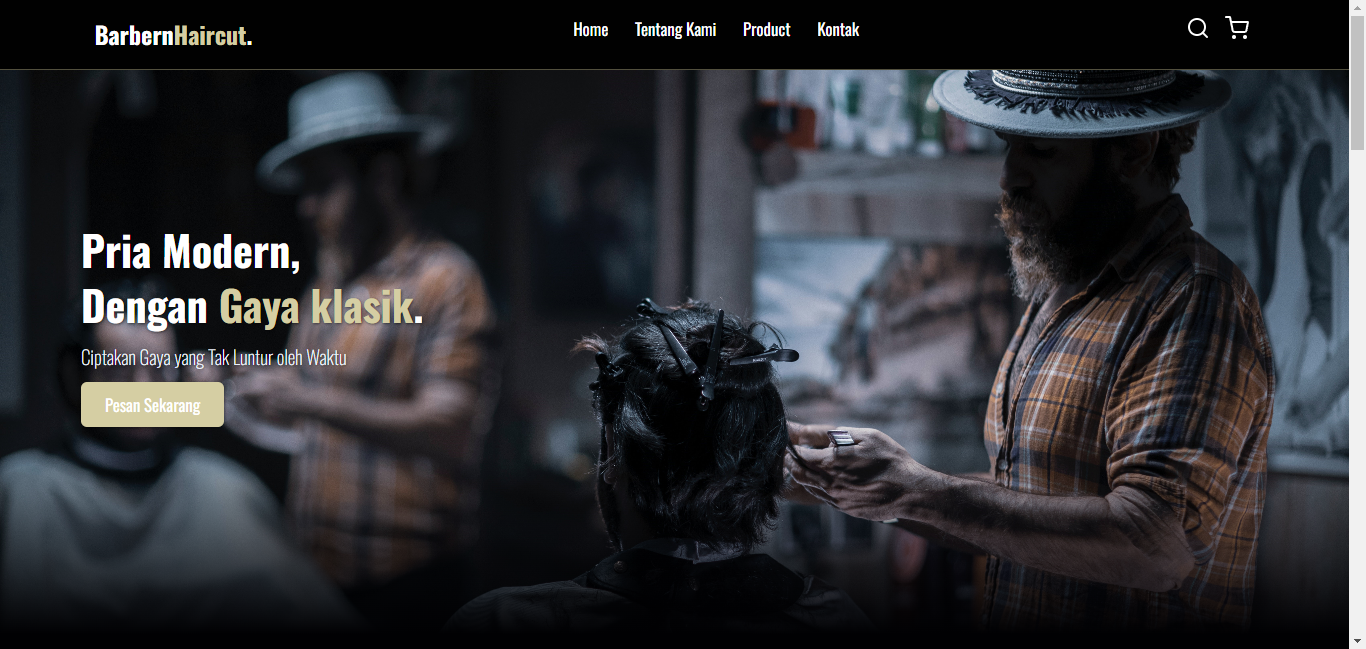 BarbernHaircut.
Home Tentang Kami Product Kontak
Pria Modern,
Dengan Gaya klasik.
Ciptakan Gaya yang Tak Luntur oleh Waktu
Pesan Sekarang